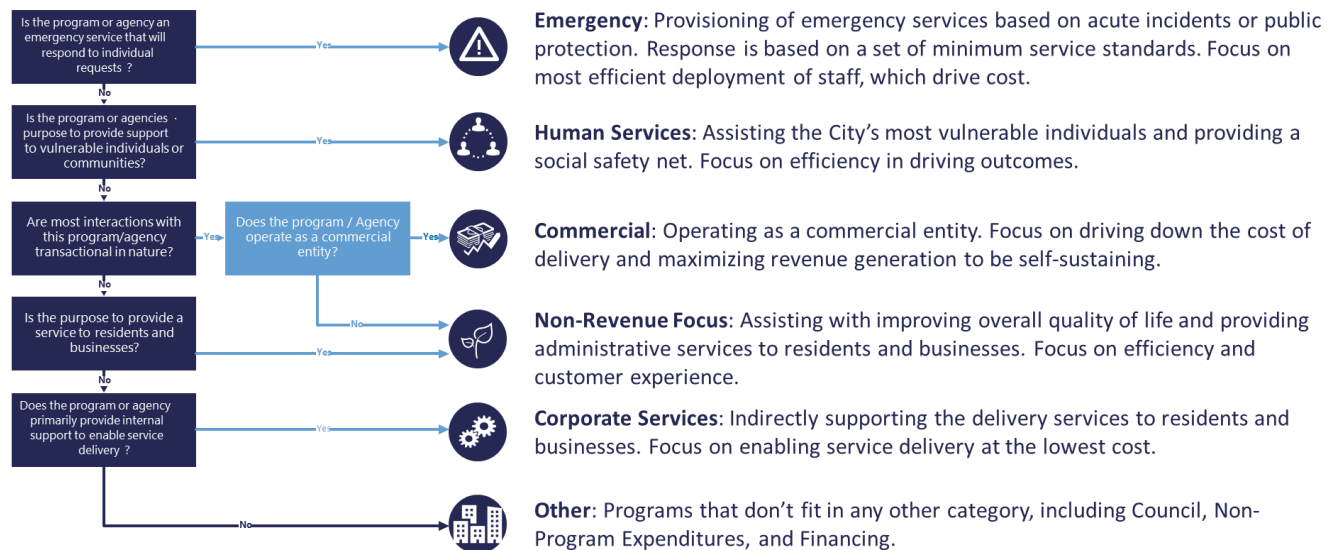 Is the program or agency an
emergency service that will
respond to individual
requests ?
Yes
Emergency: Provisioning of emergency services based on acute incidents or public
protection. Response is based on a set of minimum service standards. Focus on
most efficient deployment of staff, which drive cost.
No
Is the program or agencies ·
purpose to provide support
to vulnerable individuals or
communities?
Yes
Human Services: Assisting the City's most vulnerable individuals and providing a
social safety net. Focus on efficiency in driving outcomes.
No
Are most interactions with
this program/agency
transactional in nature?
Yes
Does the program / Agency
operate as a commercial
entity?
Yes
Commercial: Operating as a commercial entity. Focus on driving down the cost of
delivery and maximizing revenue generation to be self-sustaining.
No
Is the purpose to provide a
service to residents and
businesses?
No
Yes
Non-Revenue Focus: Assisting with improving overall quality of life and providing
administrative services to residents and businesses. Focus on efficiency and
customer experience.
No
Does the program or agency
primarily provide internal
support to enable service
delivery ?
Yes
Corporate Services: Indirectly supporting the delivery services to residents and
businesses. Focus on enabling service delivery at the lowest cost.
No
Other: Programs that don't fit in any other category, including Council, Non-
Program Expenditures, and Financing.